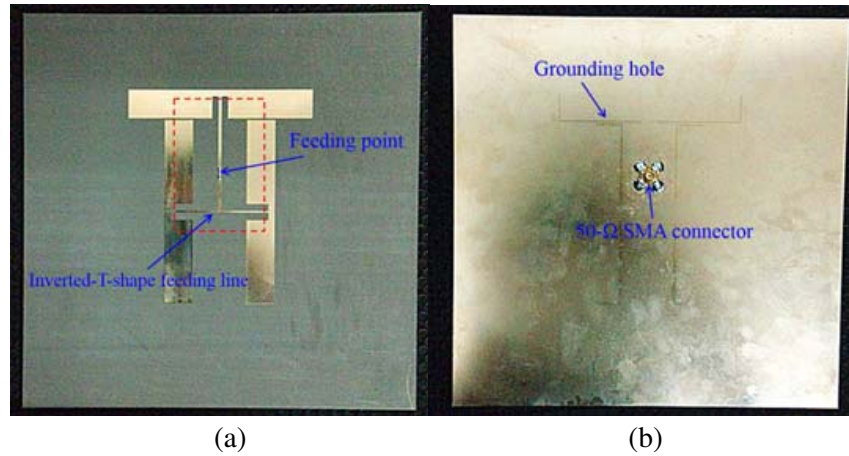 Grounding hole
Feeding point
50-Ω SMA connector
Inverted-T-shape feeding line
(a)
(b)